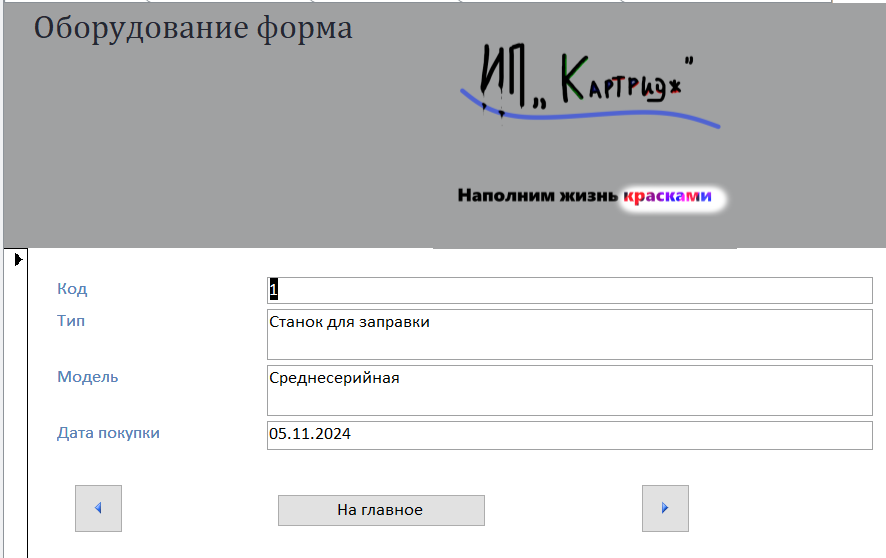 Оборудование форма
ИП „Картридж"
Наполним жизнь красками
Код 1
Тип Станок для заправки
Модель Среднесерийная
Дата покупки 05.11.2024
На главное